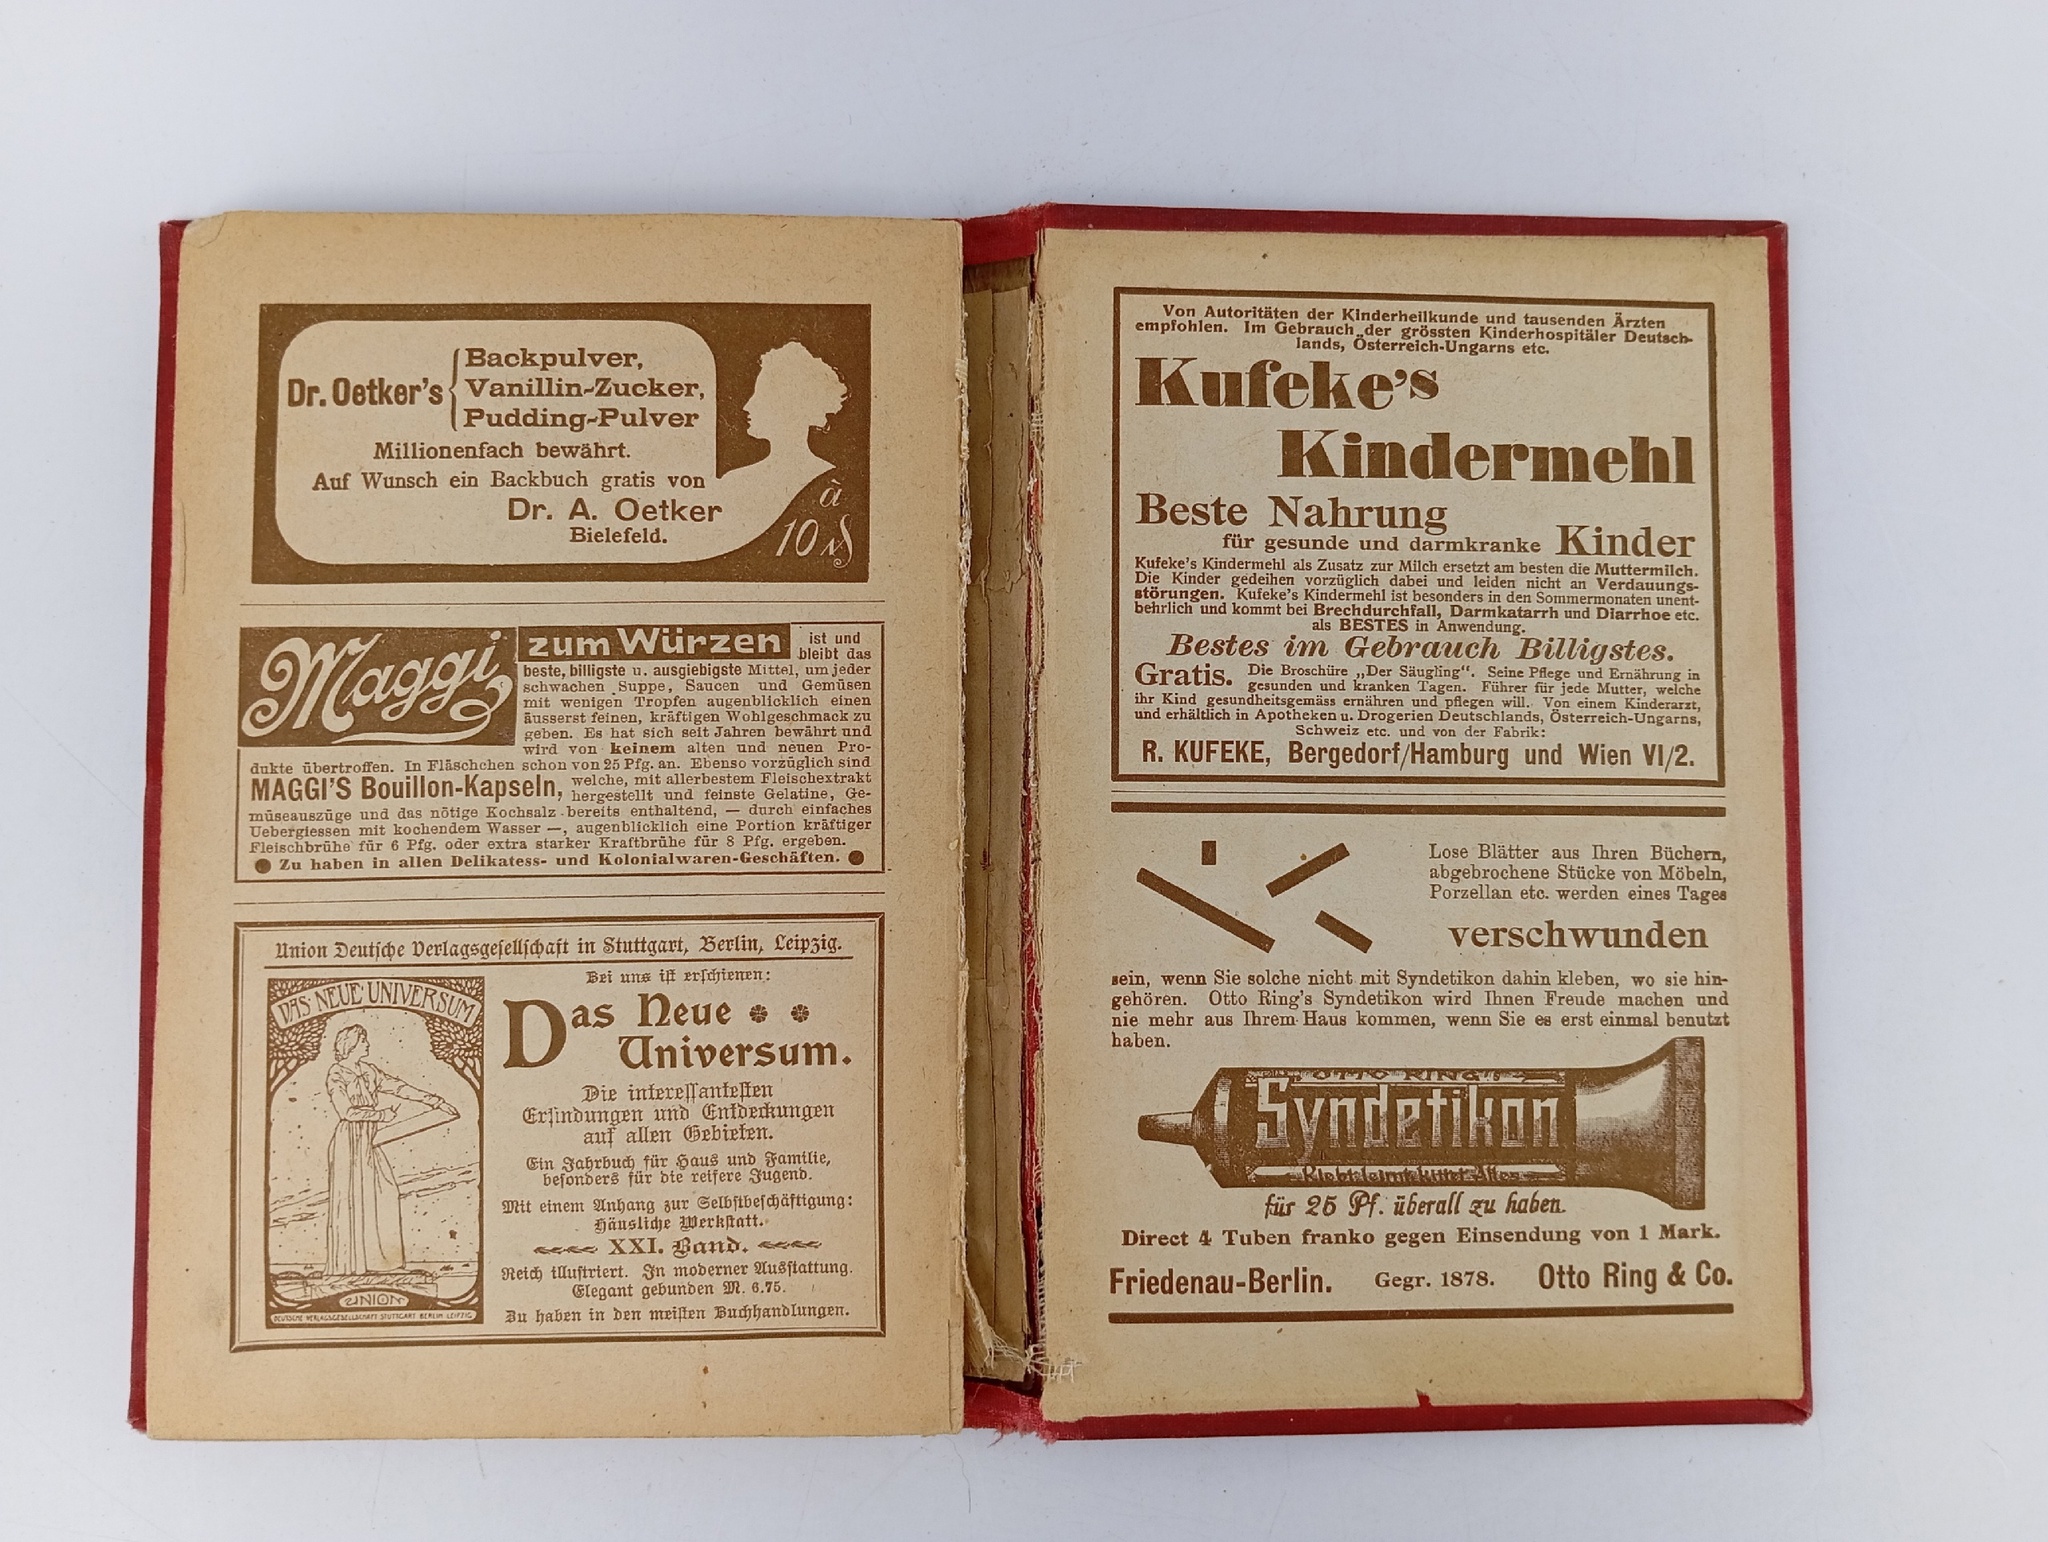 Dr. Oetker's
Backpulver,
Vanillin-Zucker,
Pudding-Pulver
Millionenfach bewährt.
Auf Wunsch ein Backbuch gratis von
Dr. A. Oetker
Bielefeld.
à
10 ₰
Maggi
zum Würzen
ist und
bleibt das
beste, billigste u. ausgiebigste Mittel, um jeder
schwachen Suppe, Saucen und Gemüsen
mit wenigen Tropfen augenblicklich einen
äusserst feinen, kräftigen Wohlgeschmack zu
geben. Es hat sich seit Jahren bewährt und
wird von keinem alten und neuen Pro-
dukte übertroffen. In Fläschchen schon von 25 Pfg. an. Ebenso vorzüglich sind
MAGGI'S Bouillon-Kapseln, welche, mit allerbestem Fleischextrakt
hergestellt und feinste Gelatine, Ge-
müseauszüge und das nötige Kochsalz bereits enthaltend, — durch einfaches
Uebergiessen mit kochendem Wasser —, augenblicklich eine Portion kräftiger
Fleischbrühe für 6 Pfg. oder extra starker Kraftbrühe für 8 Pfg. ergeben.
● Zu haben in allen Delikatess- und Kolonialwaren-Geschäften. ●
Union Deutsche Verlagsgesellschaft in Stuttgart, Berlin, Leipzig.
DAS NEUE UNIVERSUM
UNION
DEUTSCHE VERLAGSGESELLSCHAFT STUTTGART BERLIN LEIPZIG
Bei uns ist erschienen:
Das Neue
Universum.
Die interessantesten
Erfindungen und Entdeckungen
auf allen Gebieten.
Ein Jahrbuch für Haus und Familie,
besonders für die reifere Jugend.
Mit einem Anhang zur Selbstbeschäftigung:
Häusliche Werkstatt.
XXI. Band.
Reich illustriert. In moderner Ausstattung.
Elegant gebunden M. 6.75.
Zu haben in den meisten Buchhandlungen.
Von Autoritäten der Kinderheilkunde und tausenden Ärzten
empfohlen. Im Gebrauch der grössten Kinderhospitäler Deutsch-
lands, Österreich-Ungarns etc.
Kufeke's
Kindermehl
Beste Nahrung
für gesunde und darmkranke Kinder
Kufeke's Kindermehl als Zusatz zur Milch ersetzt am besten die Muttermilch.
Die Kinder gedeihen vorzüglich dabei und leiden nicht an Verdauungs-
störungen. Kufeke's Kindermehl ist besonders in den Sommermonaten unent-
behrlich und kommt bei Brechdurchfall, Darmkatarrh und Diarrhoe etc.
als BESTES in Anwendung.
Bestes im Gebrauch Billigstes.
Gratis. Die Broschüre „Der Säugling“. Seine Pflege und Ernährung in
gesunden und kranken Tagen. Führer für jede Mutter, welche
ihr Kind gesundheitsgemäss ernähren und pflegen will. Von einem Kinderarzt,
und erhältlich in Apotheken u. Drogerien Deutschlands, Österreich-Ungarns,
Schweiz etc. und von der Fabrik:
R. KUFEKE, Bergedorf/Hamburg und Wien VI/2.
Lose Blätter aus Ihren Büchern,
abgebrochene Stücke von Möbeln,
Porzellan etc. werden eines Tages
verschwunden
sein, wenn Sie solche nicht mit Syndetikon dahin kleben, wo sie hin-
gehören. Otto Ring's Syndetikon wird Ihnen Freude machen und
nie mehr aus Ihrem Haus kommen, wenn Sie es erst einmal benutzt
haben.
OTTO RING'S
Syndetikon
Klebt leimt kittet Alles
für 25 Pf. überall zu haben.
Direct 4 Tuben franko gegen Einsendung von 1 Mark.
Friedenau-Berlin. Gegr. 1878. Otto Ring & Co.